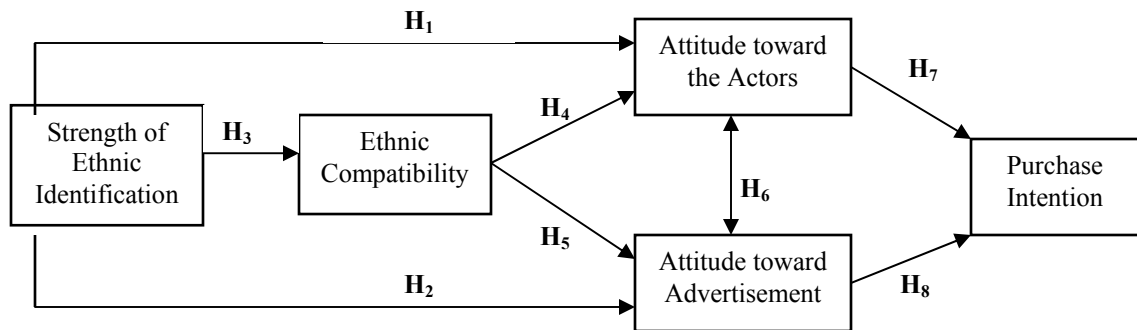 H1
Attitude toward
the Actors
H7
H4
Strength of
Ethnic
Identification
H3
Ethnic
Compatibility
H6
Purchase
Intention
H5
Attitude toward
Advertisement
H2
H8